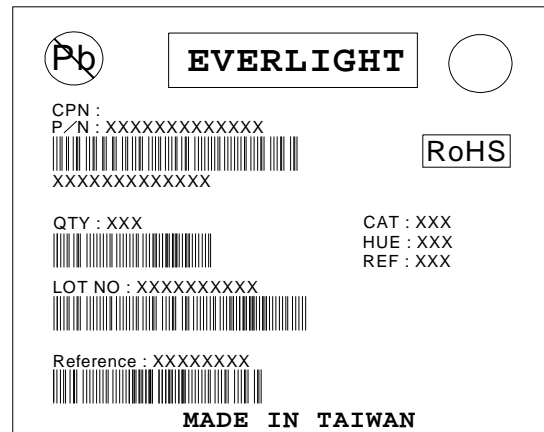 Pb
EVERLIGHT
CPN :
P/N : XXXXXXXXXXXXX
RoHS
XXXXXXXXXXXXX
QTY : XXX
CAT : XXX
HUE : XXX
REF : XXX
LOT NO : XXXXXXXXXX
Reference : XXXXXXXX
MADE IN TAIWAN